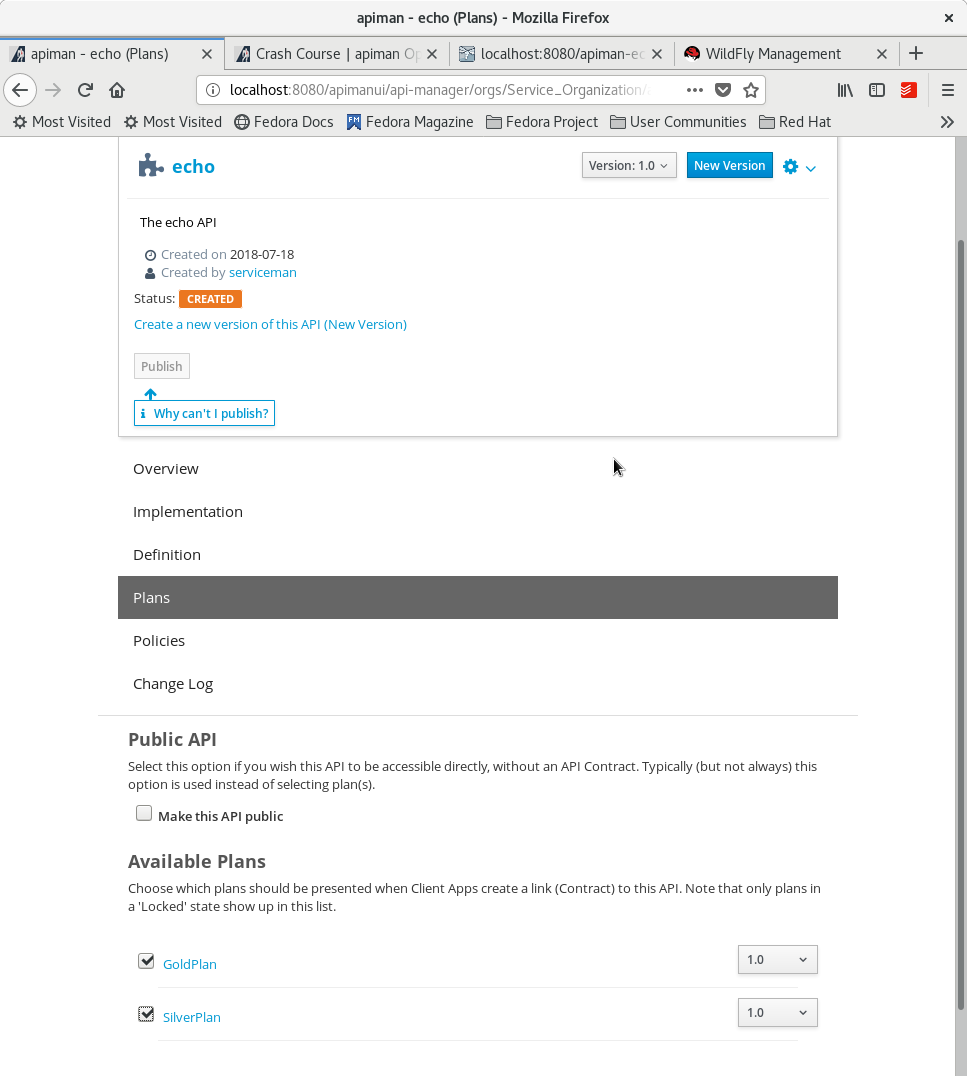 apiman - echo (Plans) - Mozilla Firefox
apiman - echo (Plans)
Crash Course | apiman Op
localhost:8080/apiman-ec
WildFly Management
localhost:8080/apimanui/api-manager/orgs/Service_Organization/
Most Visited
Most Visited
Fedora Docs
FM Fedora Magazine
Fedora Project
User Communities
Red Hat
echo
Version: 1.0
New Version
The echo API
Created on 2018-07-18
Created by serviceman
Status: CREATED
Create a new version of this API (New Version)
Publish
i Why can't I publish?
Overview
Implementation
Definition
Plans
Policies
Change Log
Public API
Select this option if you wish this API to be accessible directly, without an API Contract. Typically (but not always) this
option is used instead of selecting plan(s).
Make this API public
Available Plans
Choose which plans should be presented when Client Apps create a link (Contract) to this API. Note that only plans in
a 'Locked' state show up in this list.
GoldPlan
1.0
SilverPlan
1.0